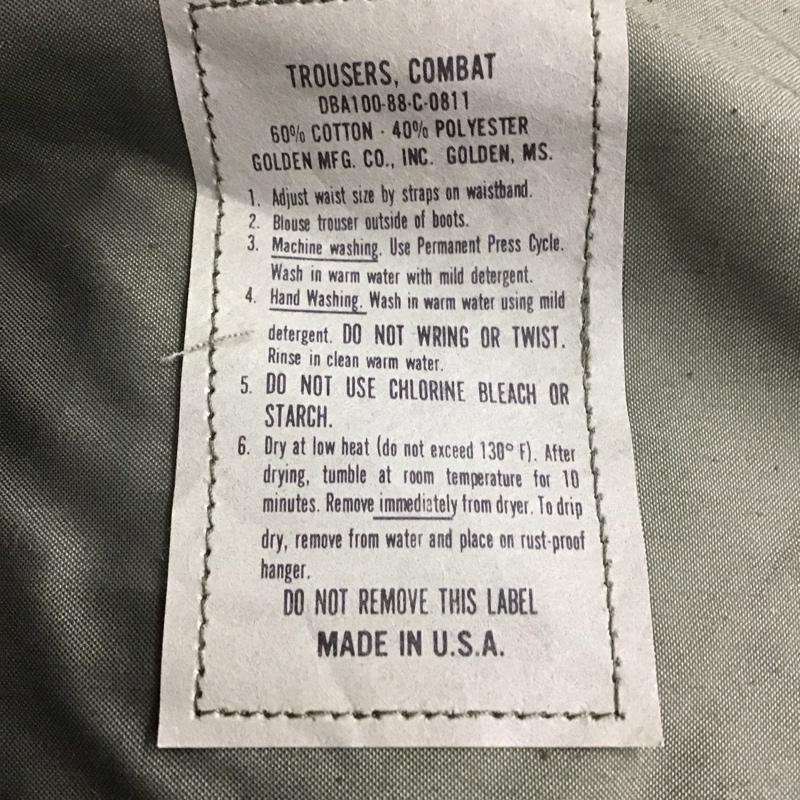 TROUSERS, COMBAT
DBA100-88-C-0811
60% COTTON - 40% POLYESTER
GOLDEN MFG. CO., INC. GOLDEN, MS.
1. Adjust waist size by straps on waistband.
2. Blouse trouser outside of boots.
3. Machine washing. Use Permanent Press Cycle.
Wash in warm water with mild detergent.
4. Hand Washing. Wash in warm water using mild
detergent. DO NOT WRING OR TWIST.
Rinse in clean warm water.
5. DO NOT USE CHLORINE BLEACH OR
STARCH.
6. Dry at low heat (do not exceed 130° F). After
drying, tumble at room temperature for 10
minutes. Remove immediately from dryer. To drip
dry, remove from water and place on rust-proof
hanger.
DO NOT REMOVE THIS LABEL
MADE IN U.S.A.